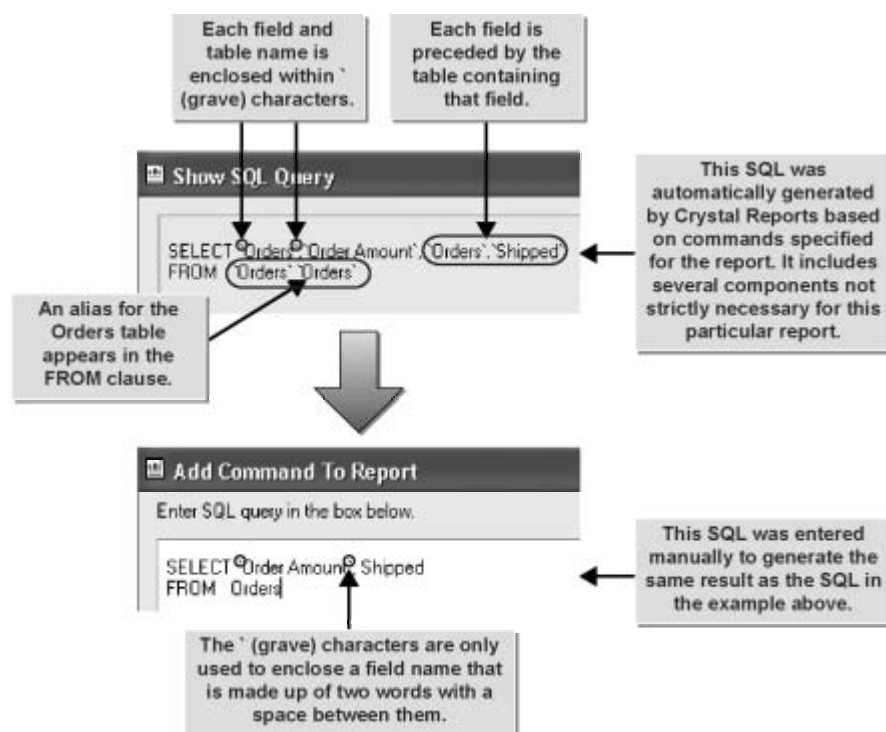 Each field and
table name is
enclosed within `
(grave) characters.
Each field is
preceded by the
table containing
that field.
Show SQL Query
SELECT `Orders`.`Order Amount`, `Orders`.`Shipped`
FROM `Orders` `Orders`
This SQL was
automatically generated
by Crystal Reports based
on commands specified
for the report. It includes
several components not
strictly necessary for this
particular report.
An alias for the
Orders table
appears in the
FROM clause.
Add Command To Report
Enter SQL query in the box below.
SELECT `Order Amount`, Shipped
FROM Orders
This SQL was entered
manually to generate the
same result as the SQL in
the example above.
The ` (grave) characters are only
used to enclose a field name that
is made up of two words with a
space between them.